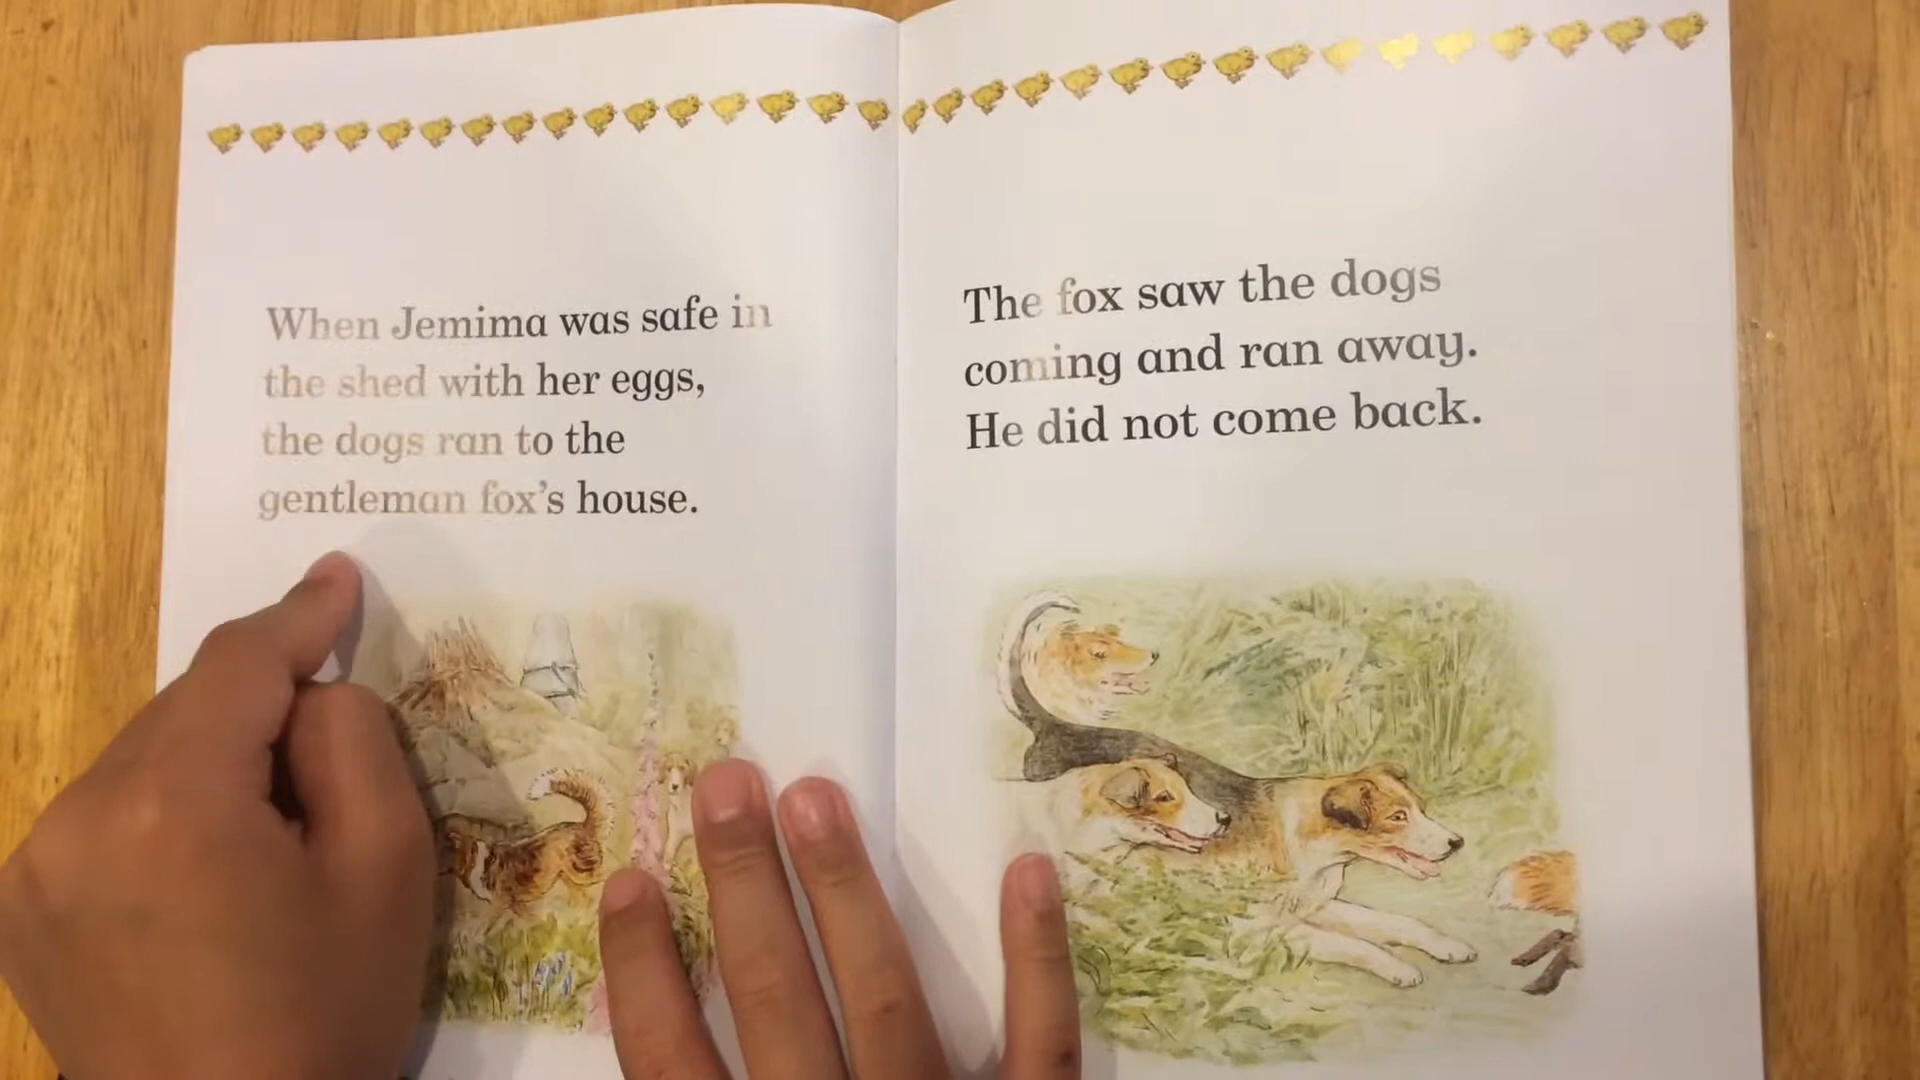 When Jemima was safe in
the shed with her eggs,
the dogs ran to the
gentleman fox's house.
The fox saw the dogs
coming and ran away.
He did not come back.